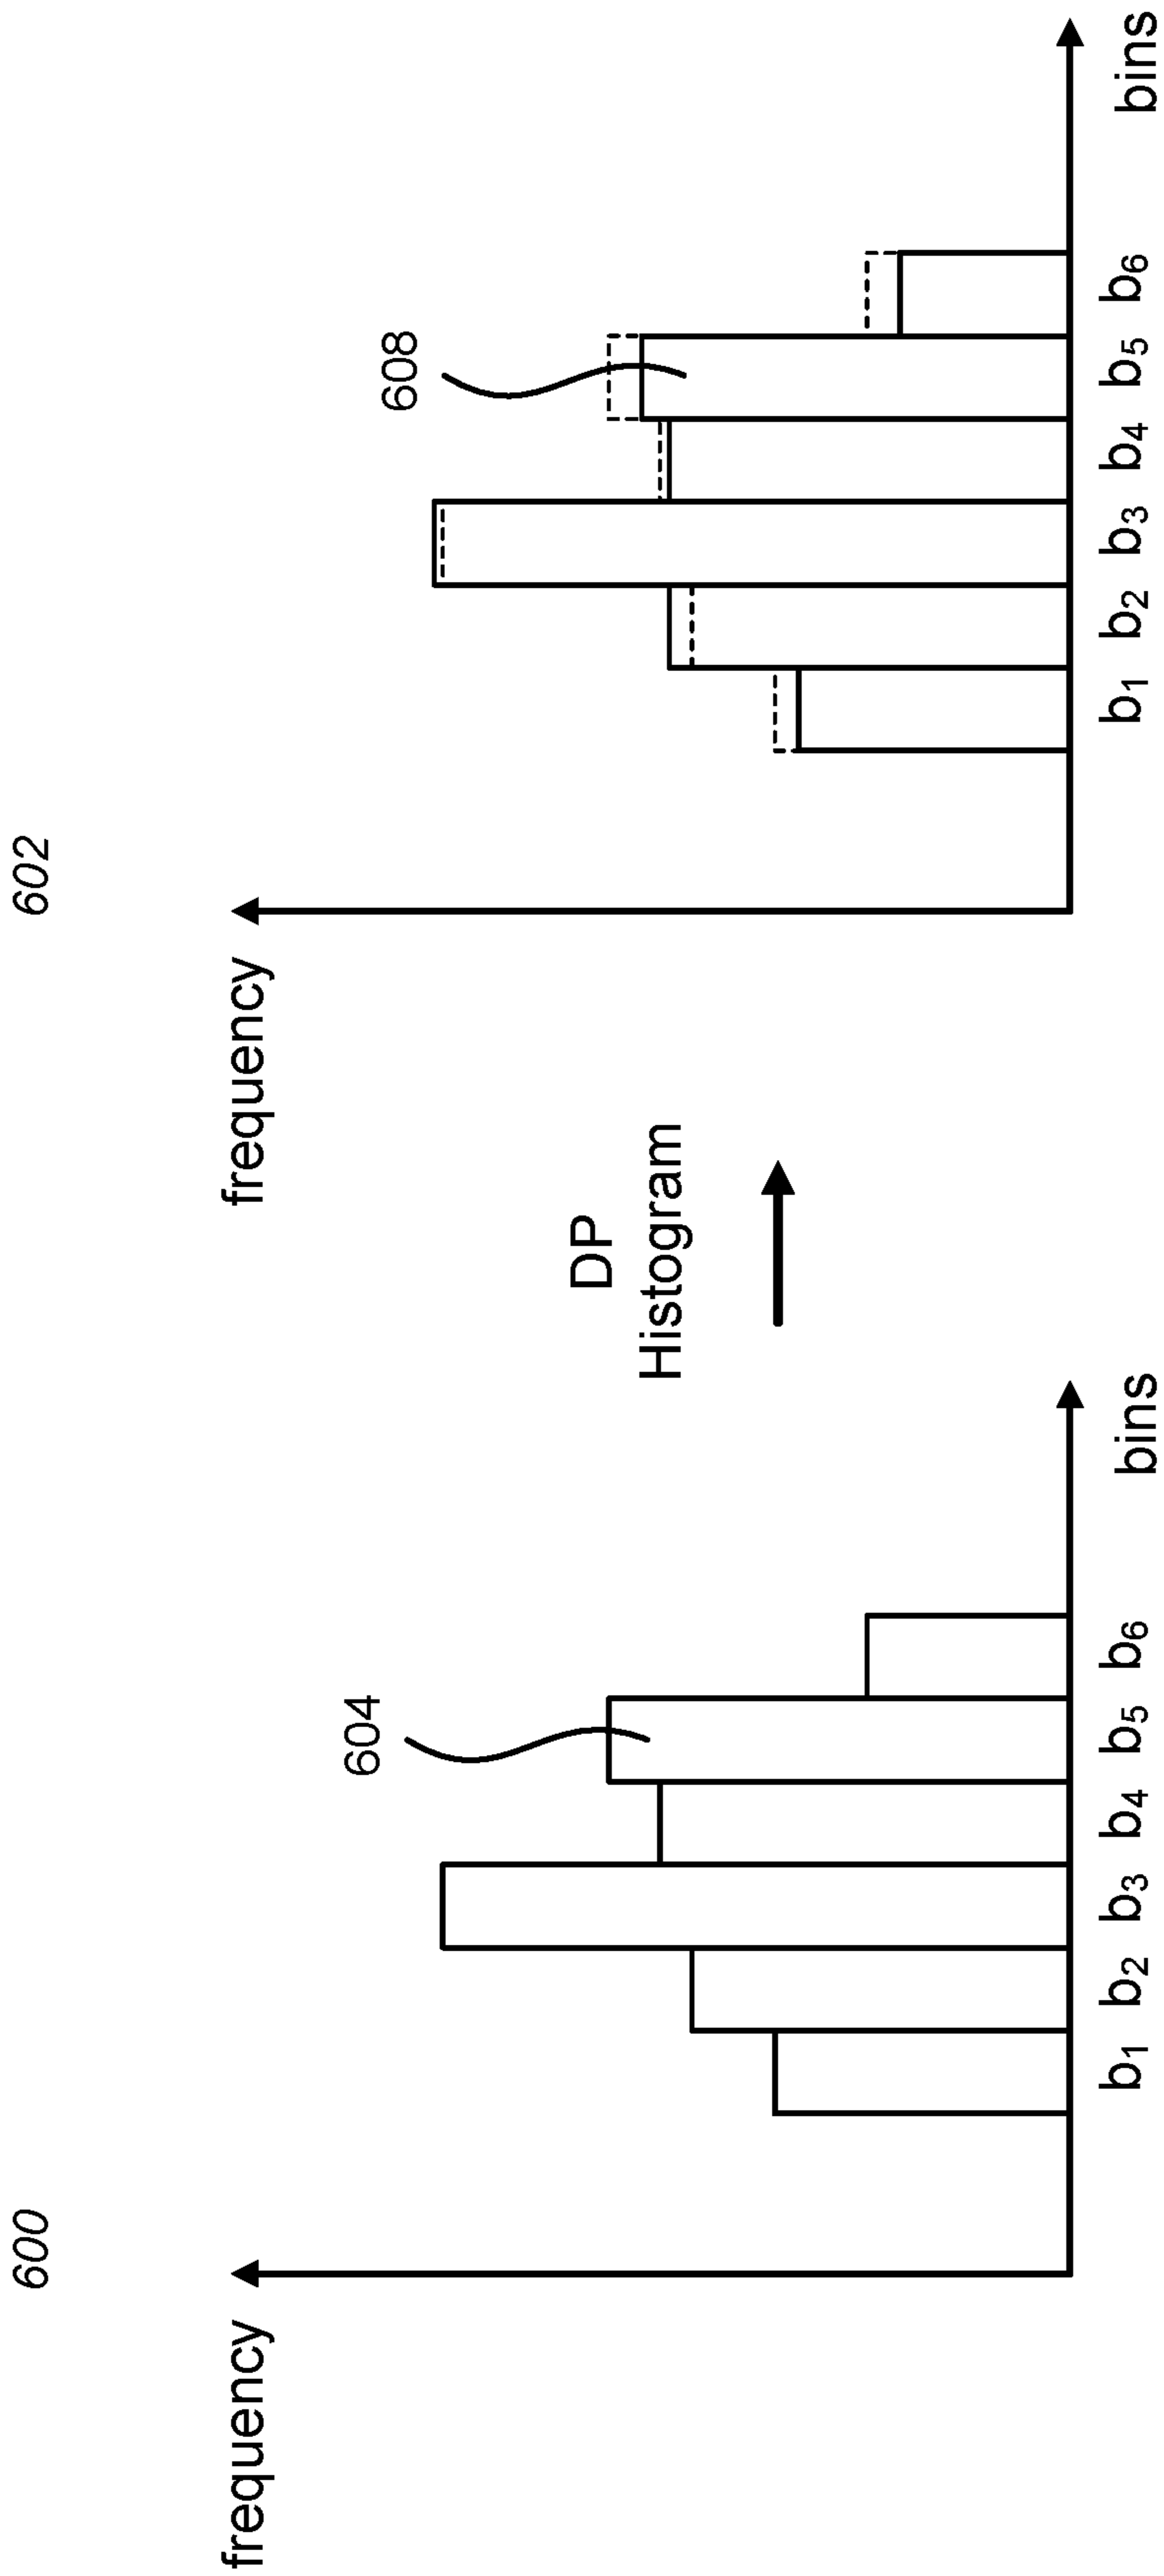 600
frequency
604
b1 b2 b3 b4 b5 b6
bins
DP
Histogram
602
frequency
608
b1 b2 b3 b4 b5 b6
bins